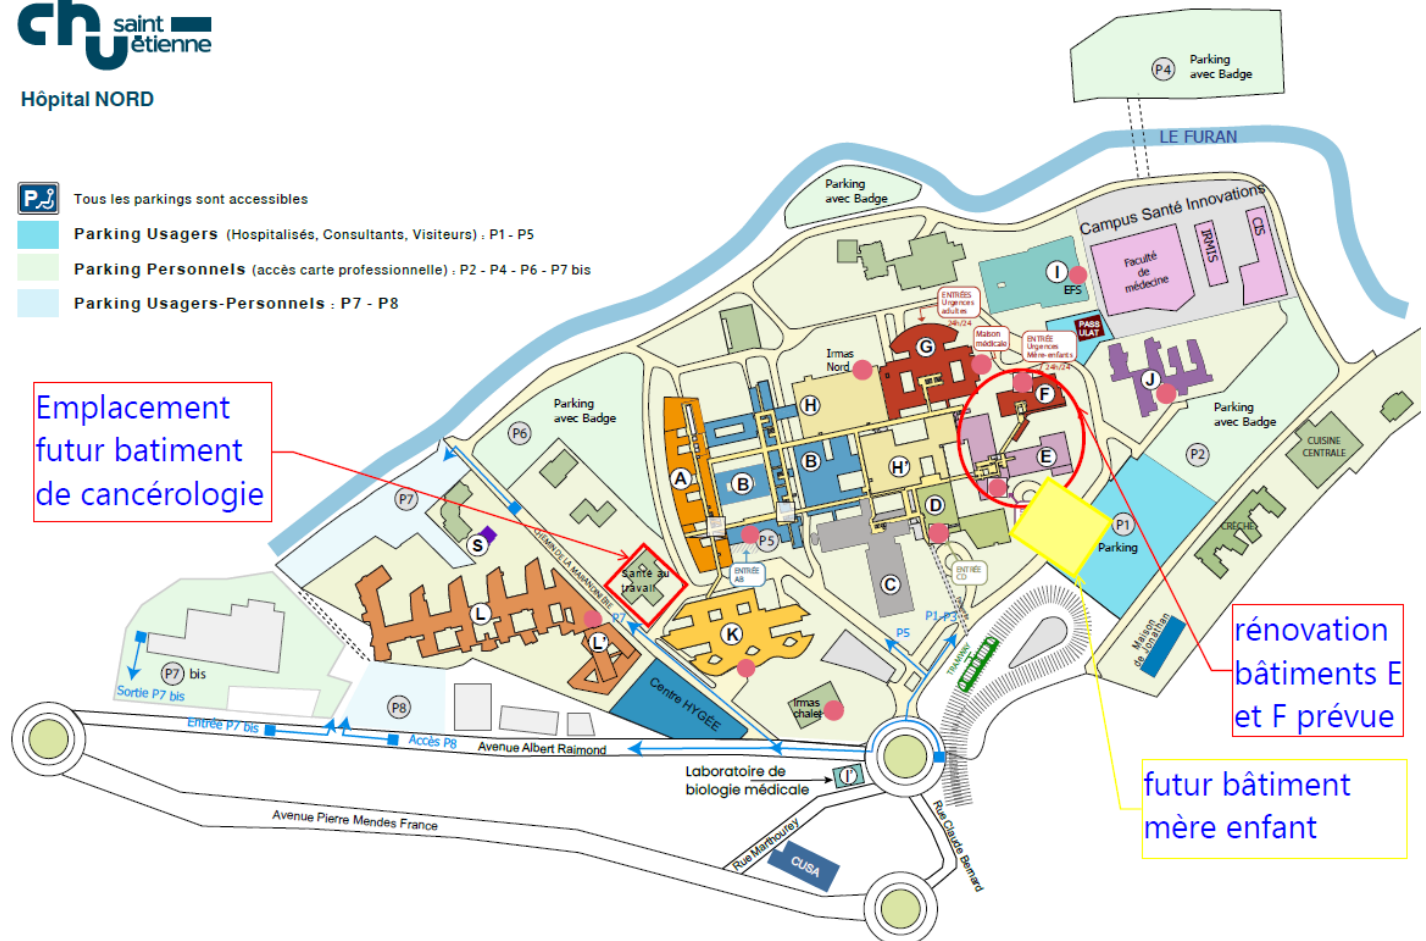 chu saint
étienne
Hôpital NORD
Tous les parkings sont accessibles
Parking Usagers (Hospitalisés, Consultants, Visiteurs) : P1 - P5
Parking Personnels (accès carte professionnelle) : P2 - P4 - P6 - P7 bis
Parking Usagers-Personnels : P7 - P8
P4
Parking
avec Badge
LE FURAN
Parking
avec Badge
Campus Santé Innovations
Faculté
de
médecine
IRMIS
CIS
I
EFS
PASS
ULAT
ENTRÉES
Urgences
adultes
24h/24
Maison
médicale
ENTRÉE
Urgences
Mère-enfants
24h/24
G
Irmas
Nord
F
J
H
Parking
avec Badge
P6
Parking
avec Badge
P2
CUISINE
CENTRALE
CRÈCHE
Emplacement
futur batiment
de cancérologie
A
B
B
H'
E
D
P7
S
P5
ENTRÉE
AB
ENTRÉE
CD
P1
Parking
CHEMIN DE LA MARANDINIÈRE
Santé au
travail
C
L
L'
P7
K
P5
P1-P3
TRAMWAY
Maison
de Jonathan
rénovation
bâtiments E
et F prévue
P7 bis
Sortie P7 bis
P8
Centre HYGÉE
Irmas
chalet
Entrée P7 bis
Accès P8
Avenue Albert Raimond
Laboratoire de
biologie médicale
I'
futur bâtiment
mère enfant
Avenue Pierre Mendes France
Rue Marthourey
CUSA
Rue Claude Bernard